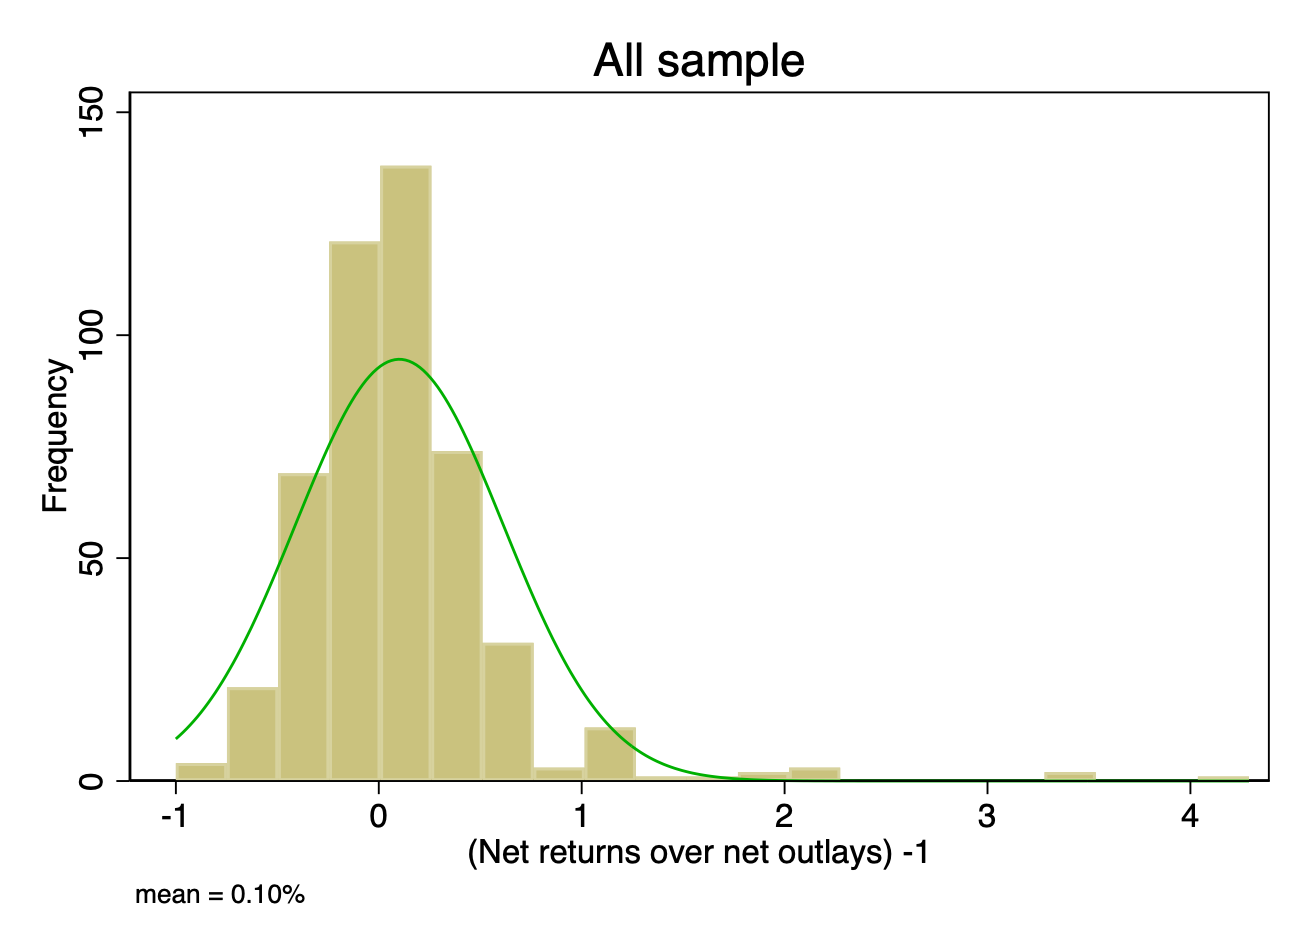 All sample
150
100
50
0
Frequency
-1 0 1 2 3 4
(Net returns over net outlays) -1
mean = 0.10%